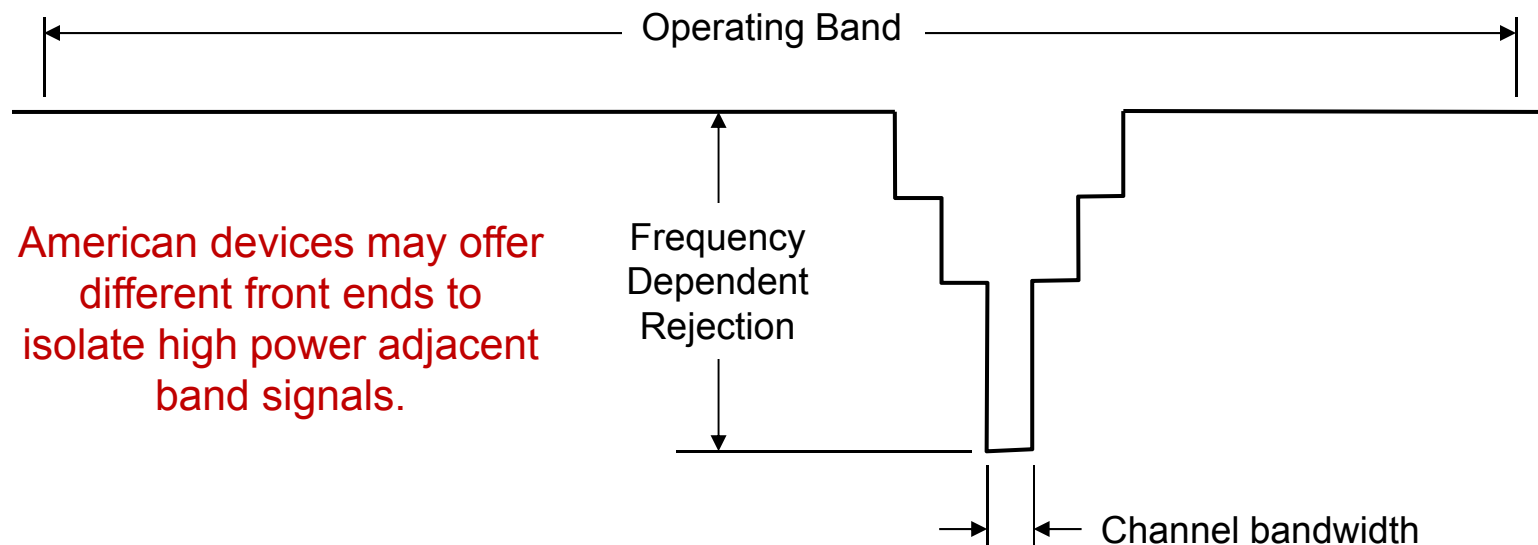 Operating Band
American devices may offer
different front ends to
isolate high power adjacent
band signals.
Frequency
Dependent
Rejection
Channel bandwidth